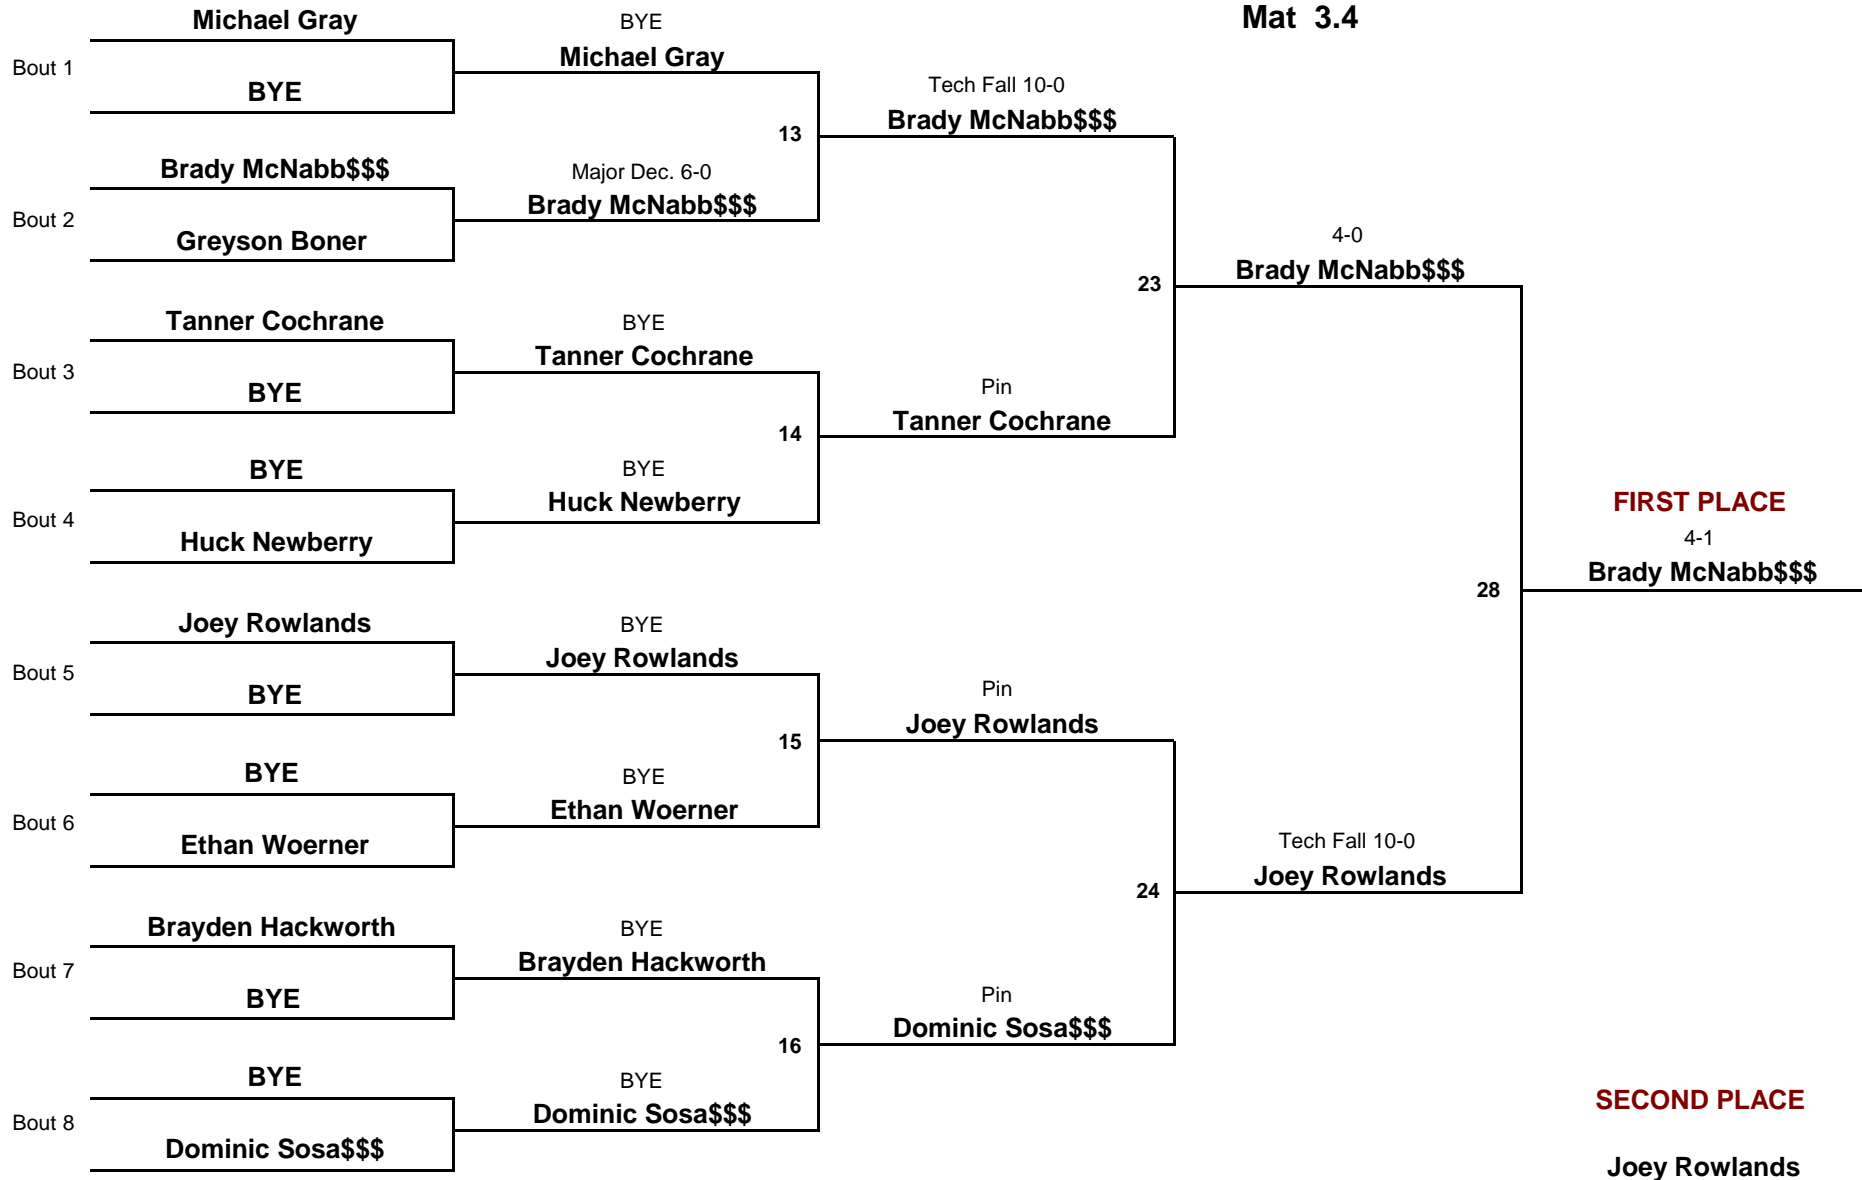 Mat 3.4
Michael Gray
Bout 1
BYE
Brady McNabb$$$
Bout 2
Greyson Boner
Tanner Cochrane
Bout 3
BYE
BYE
Bout 4
Huck Newberry
Joey Rowlands
Bout 5
BYE
BYE
Bout 6
Ethan Woerner
Brayden Hackworth
Bout 7
BYE
BYE
Bout 8
Dominic Sosa$$$
BYE
Michael Gray
13
Major Dec. 6-0
Brady McNabb$$$
BYE
Tanner Cochrane
14
BYE
Huck Newberry
BYE
Joey Rowlands
15
BYE
Ethan Woerner
BYE
Brayden Hackworth
16
BYE
Dominic Sosa$$$
Tech Fall 10-0
Brady McNabb$$$
23
Pin
Tanner Cochrane
Pin
Joey Rowlands
24
Pin
Dominic Sosa$$$
4-0
Brady McNabb$$$
28
Tech Fall 10-0
Joey Rowlands
FIRST PLACE
4-1
Brady McNabb$$$
SECOND PLACE
Joey Rowlands